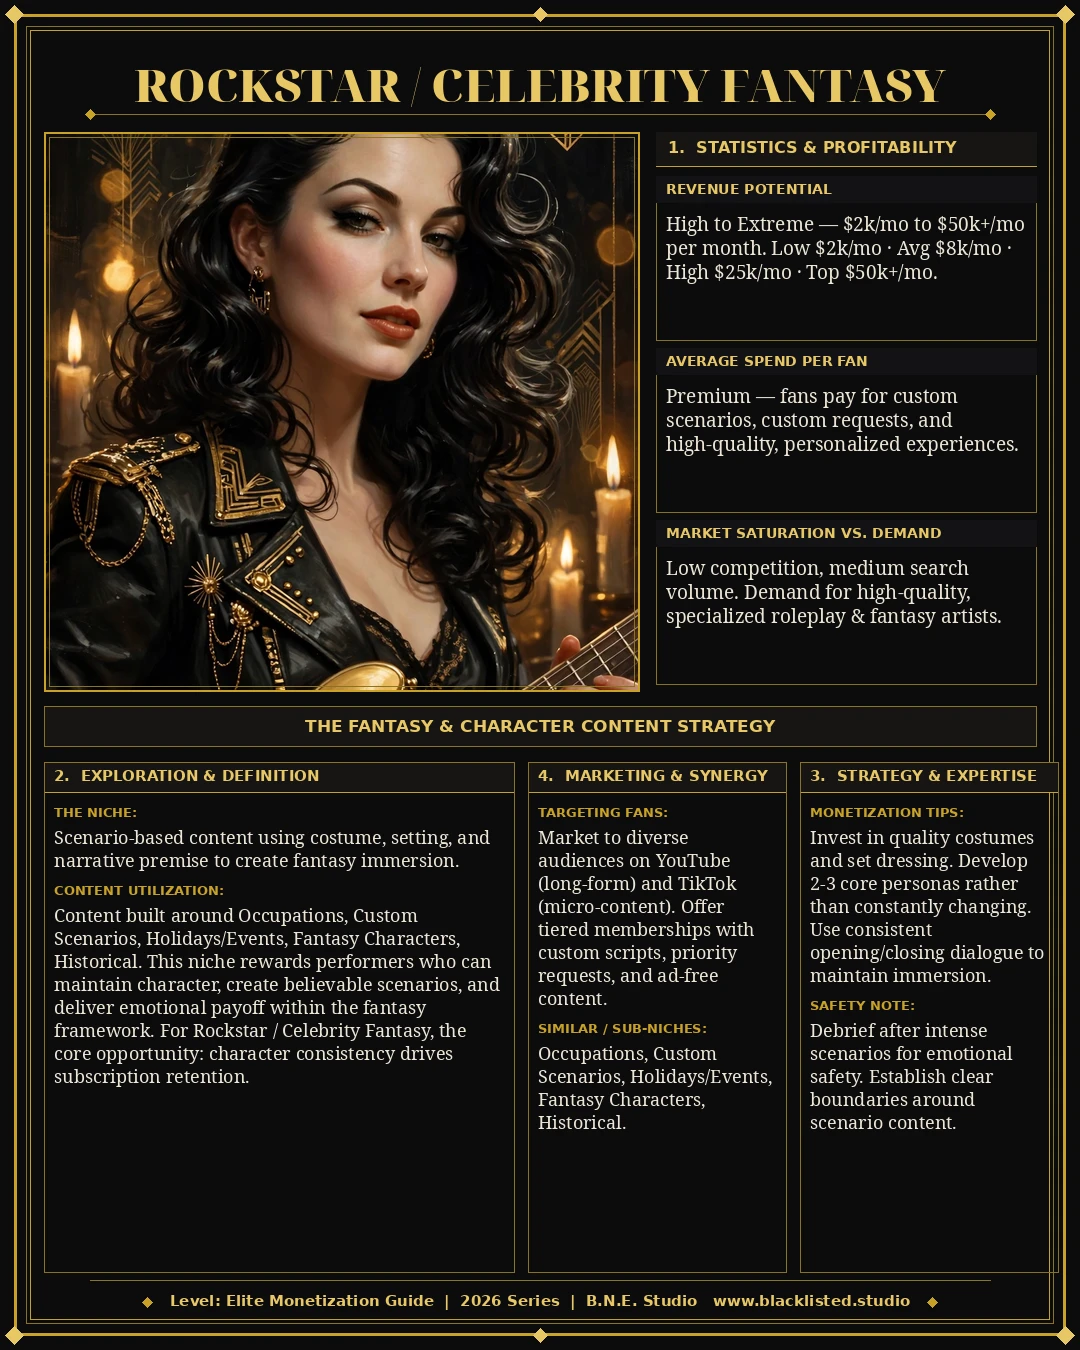 ROCKSTAR / CELEBRITY FANTASY
1. STATISTICS & PROFITABILITY
REVENUE POTENTIAL
High to Extreme — $2k/mo to $50k+/mo
per month. Low $2k/mo · Avg $8k/mo ·
High $25k/mo · Top $50k+/mo.
AVERAGE SPEND PER FAN
Premium — fans pay for custom
scenarios, custom requests, and
high-quality, personalized experiences.
MARKET SATURATION VS. DEMAND
Low competition, medium search
volume. Demand for high-quality,
specialized roleplay & fantasy artists.
THE FANTASY & CHARACTER CONTENT STRATEGY
2. EXPLORATION & DEFINITION
THE NICHE:
Scenario-based content using costume, setting, and
narrative premise to create fantasy immersion.
CONTENT UTILIZATION:
Content built around Occupations, Custom
Scenarios, Holidays/Events, Fantasy Characters,
Historical. This niche rewards performers who can
maintain character, create believable scenarios, and
deliver emotional payoff within the fantasy
framework. For Rockstar / Celebrity Fantasy, the
core opportunity: character consistency drives
subscription retention.
4. MARKETING & SYNERGY
TARGETING FANS:
Market to diverse
audiences on YouTube
(long-form) and TikTok
(micro-content). Offer
tiered memberships with
custom scripts, priority
requests, and ad-free
content.
SIMILAR / SUB-NICHES:
Occupations, Custom
Scenarios, Holidays/Events,
Fantasy Characters,
Historical.
3. STRATEGY & EXPERTISE
MONETIZATION TIPS:
Invest in quality costumes
and set dressing. Develop
2-3 core personas rather
than constantly changing.
Use consistent
opening/closing dialogue to
maintain immersion.
SAFETY NOTE:
Debrief after intense
scenarios for emotional
safety. Establish clear
boundaries around
scenario content.
Level: Elite Monetization Guide | 2026 Series | B.N.E. Studio www.blacklisted.studio